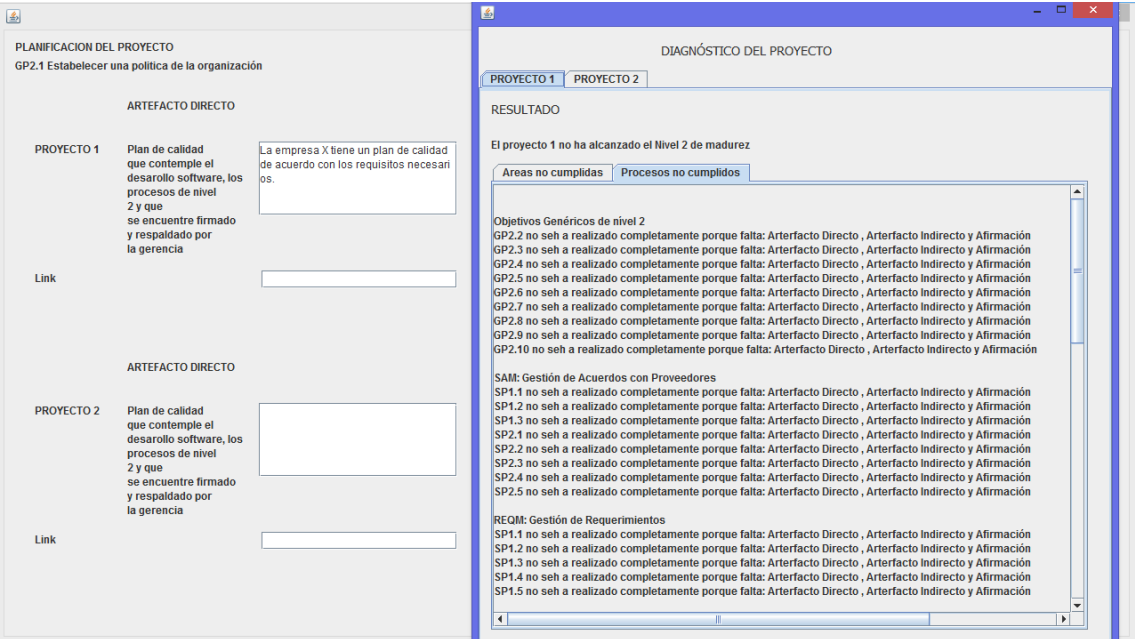 PLANIFICACION DEL PROYECTO
GP2.1 Estabelecer una politica de la organización
ARTEFACTO DIRECTO
PROYECTO 1
Plan de calidad
que contemple el
desarollo software, los
procesos de nivel
2 y que
se encuentre firmado
y respaldado por
la gerencia
La empresa X tiene un plan de calidad
de acuerdo con los requisitos necesari
os.
Link
ARTEFACTO DIRECTO
PROYECTO 2
Plan de calidad
que contemple el
desarollo software, los
procesos de nivel
2 y que
se encuentre firmado
y respaldado por
la gerencia
Link
DIAGNÓSTICO DEL PROYECTO
PROYECTO 1 PROYECTO 2
RESULTADO
El proyecto 1 no ha alcanzado el Nivel 2 de madurez
Areas no cumplidas Procesos no cumplidos
Objetivos Genéricos de nivel 2
GP2.2 no seh a realizado completamente porque falta: Arterfacto Directo , Arterfacto Indirecto y Afirmación
GP2.3 no seh a realizado completamente porque falta: Arterfacto Directo , Arterfacto Indirecto y Afirmación
GP2.4 no seh a realizado completamente porque falta: Arterfacto Directo , Arterfacto Indirecto y Afirmación
GP2.5 no seh a realizado completamente porque falta: Arterfacto Directo , Arterfacto Indirecto y Afirmación
GP2.6 no seh a realizado completamente porque falta: Arterfacto Directo , Arterfacto Indirecto y Afirmación
GP2.7 no seh a realizado completamente porque falta: Arterfacto Directo , Arterfacto Indirecto y Afirmación
GP2.8 no seh a realizado completamente porque falta: Arterfacto Directo , Arterfacto Indirecto y Afirmación
GP2.9 no seh a realizado completamente porque falta: Arterfacto Directo , Arterfacto Indirecto y Afirmación
GP2.10 no seh a realizado completamente porque falta: Arterfacto Directo , Arterfacto Indirecto y Afirmación
SAM: Gestión de Acuerdos con Proveedores
SP1.1 no seh a realizado completamente porque falta: Arterfacto Directo , Arterfacto Indirecto y Afirmación
SP1.2 no seh a realizado completamente porque falta: Arterfacto Directo , Arterfacto Indirecto y Afirmación
SP1.3 no seh a realizado completamente porque falta: Arterfacto Directo , Arterfacto Indirecto y Afirmación
SP2.1 no seh a realizado completamente porque falta: Arterfacto Directo , Arterfacto Indirecto y Afirmación
SP2.2 no seh a realizado completamente porque falta: Arterfacto Directo , Arterfacto Indirecto y Afirmación
SP2.3 no seh a realizado completamente porque falta: Arterfacto Directo , Arterfacto Indirecto y Afirmación
SP2.4 no seh a realizado completamente porque falta: Arterfacto Directo , Arterfacto Indirecto y Afirmación
SP2.5 no seh a realizado completamente porque falta: Arterfacto Directo , Arterfacto Indirecto y Afirmación
REQM: Gestión de Requerimientos
SP1.1 no seh a realizado completamente porque falta: Arterfacto Directo , Arterfacto Indirecto y Afirmación
SP1.2 no seh a realizado completamente porque falta: Arterfacto Directo , Arterfacto Indirecto y Afirmación
SP1.3 no seh a realizado completamente porque falta: Arterfacto Directo , Arterfacto Indirecto y Afirmación
SP1.4 no seh a realizado completamente porque falta: Arterfacto Directo , Arterfacto Indirecto y Afirmación
SP1.5 no seh a realizado completamente porque falta: Arterfacto Directo , Arterfacto Indirecto y Afirmación